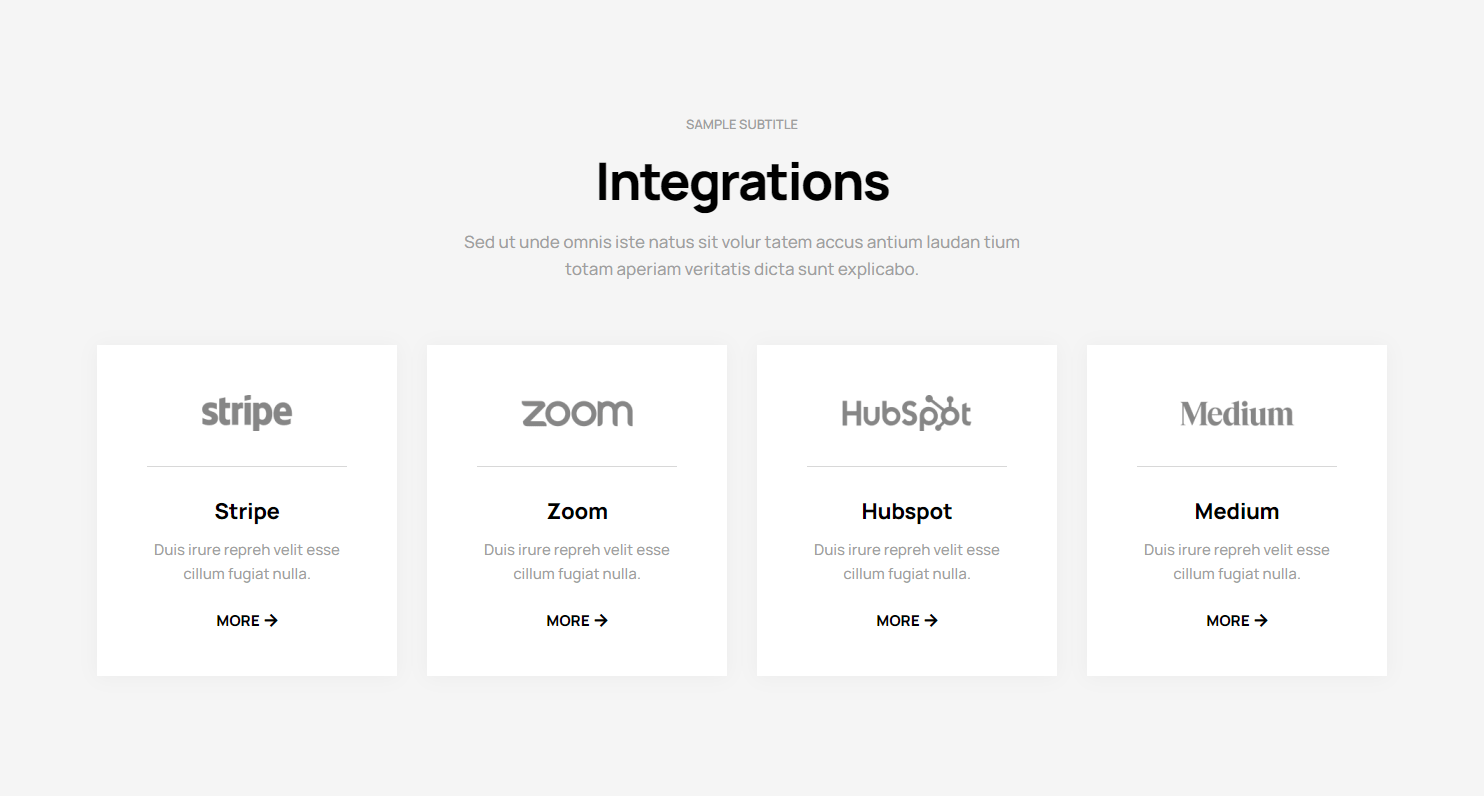 SAMPLE SUBTITLE
Integrations
Sed ut unde omnis iste natus sit volur tatem accus antium laudan tium
totam aperiam veritatis dicta sunt explicabo.
stripe
zoom
HubSpot
Medium
Stripe
Zoom
Hubspot
Medium
Duis irure repreh velit esse
cillum fugiat nulla.
Duis irure repreh velit esse
cillum fugiat nulla.
Duis irure repreh velit esse
cillum fugiat nulla.
Duis irure repreh velit esse
cillum fugiat nulla.
MORE →
MORE →
MORE →
MORE →